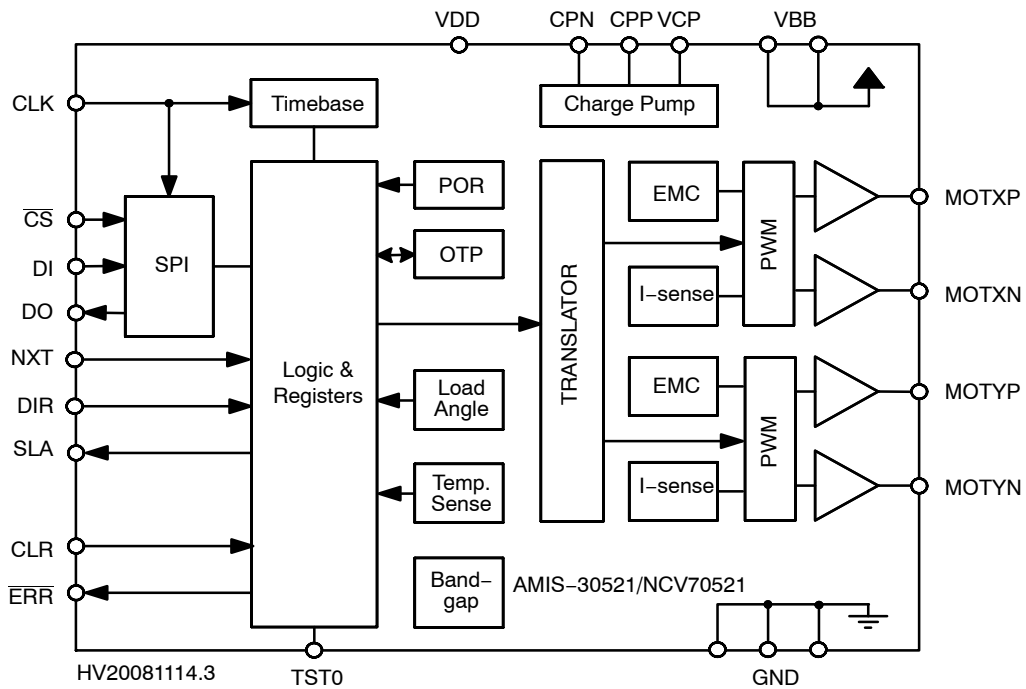 VDD
CPN
CPP
VCP
VBB
CLK
Timebase
Charge Pump
POR
EMC
MOTXP
CS
SPI
OTP
PWM
DI
DO
I−sense
MOTXN
NXT
Logic &
Registers
TRANSLATOR
DIR
Load
Angle
EMC
MOTYP
SLA
PWM
Temp.
Sense
I−sense
MOTYN
CLR
ERR
Band−
gap
AMIS−30521/NCV70521
HV20081114.3
TST0
GND